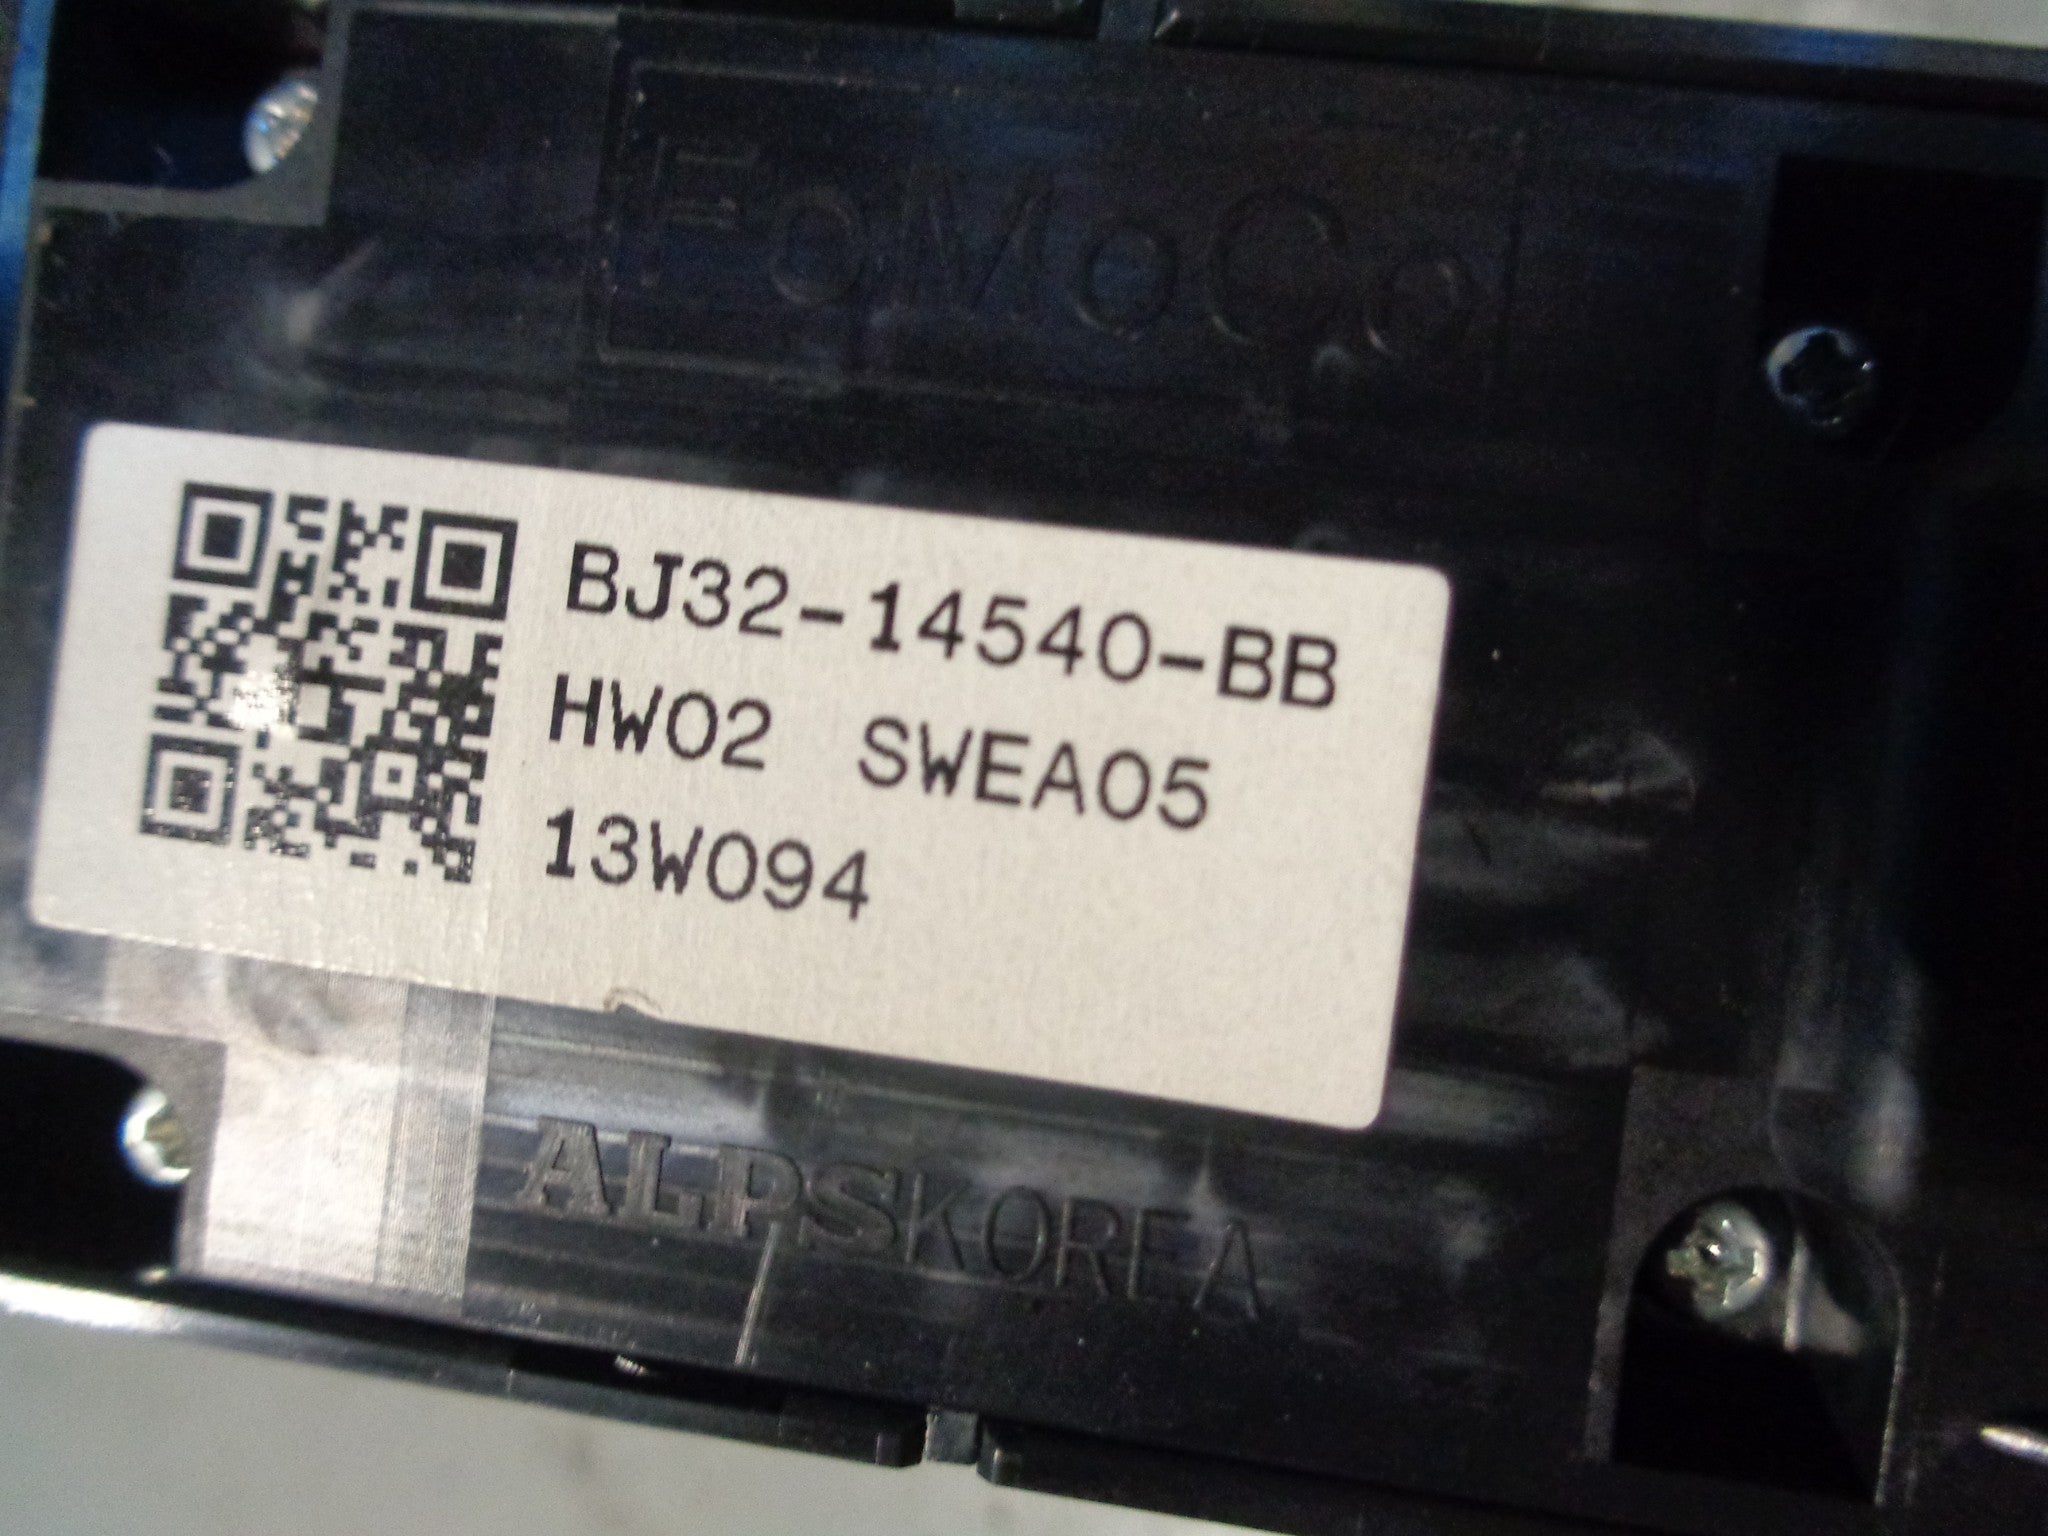 FoMoCo
BJ32-14540-BB
HW02 SWEA05
13W094
ALPSKOREA